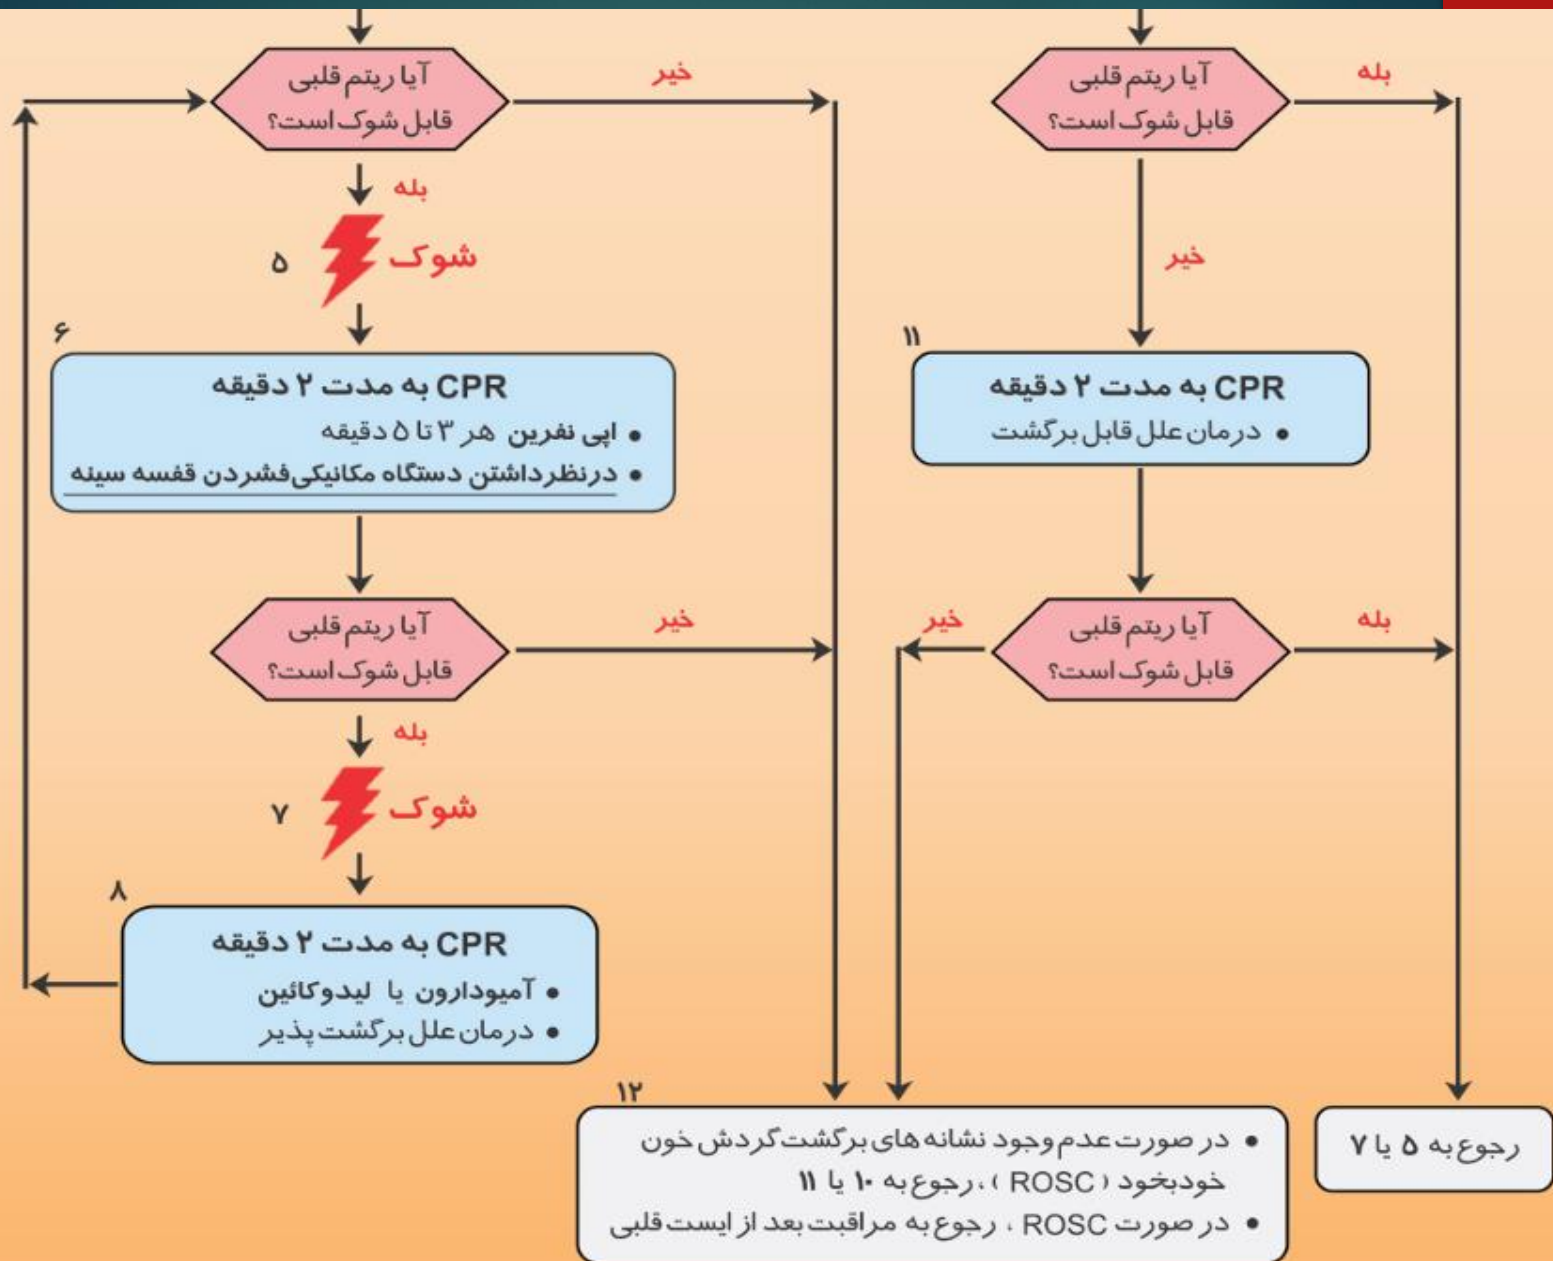 آیا ریتم قلبی
قابل شوک است؟
بله
خیر
آیا ریتم قلبی
قابل شوک است؟
خیر
بله
شوک
۵
خیر
۱۱
CPR به مدت ۲ دقیقه
• درمان علل قابل برگشت
۶
CPR به مدت ۲ دقیقه
• اپی نفرین هر ۳ تا ۵ دقیقه
• درنظرداشتن دستگاه مکانیکی فشردن قفسه سینه
آیا ریتم قلبی
قابل شوک است؟
بله
خیر
آیا ریتم قلبی
قابل شوک است؟
خیر
بله
شوک
۷
۸
CPR به مدت ۲ دقیقه
• آمیودارون یا لیدوکائین
• درمان علل برگشت پذیر
رجوع به ۵ یا ۷
۱۲
• در صورت عدم وجود نشانه های برگشت گردش خون
خودبخود (ROSC)، رجوع به ۱۰ یا ۱۱
• در صورت ROSC ، رجوع به مراقبت بعد از ایست قلبی